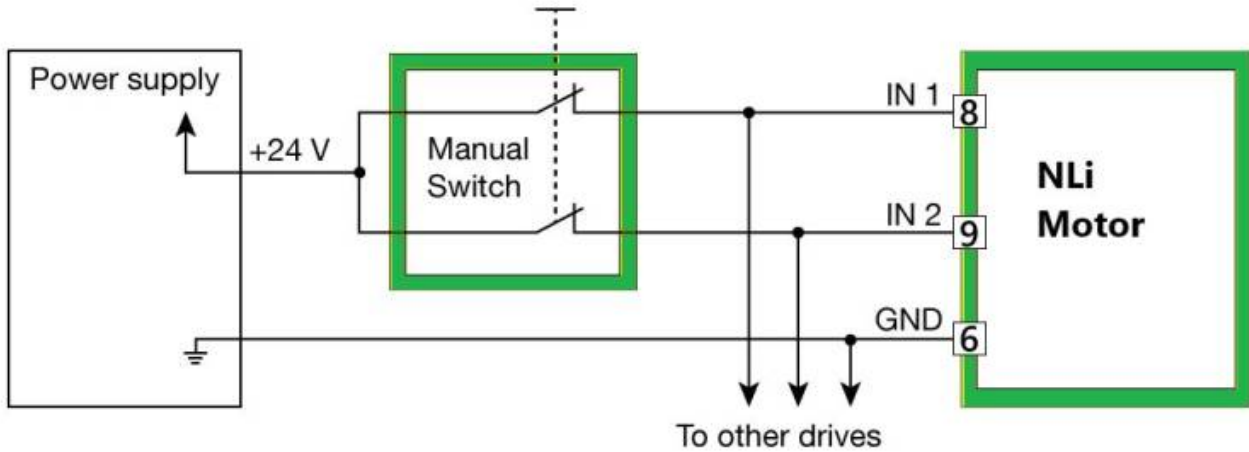 Power supply
+24 V
Manual
Switch
IN 1
8
IN 2
9
GND
6
NLi
Motor
To other drives